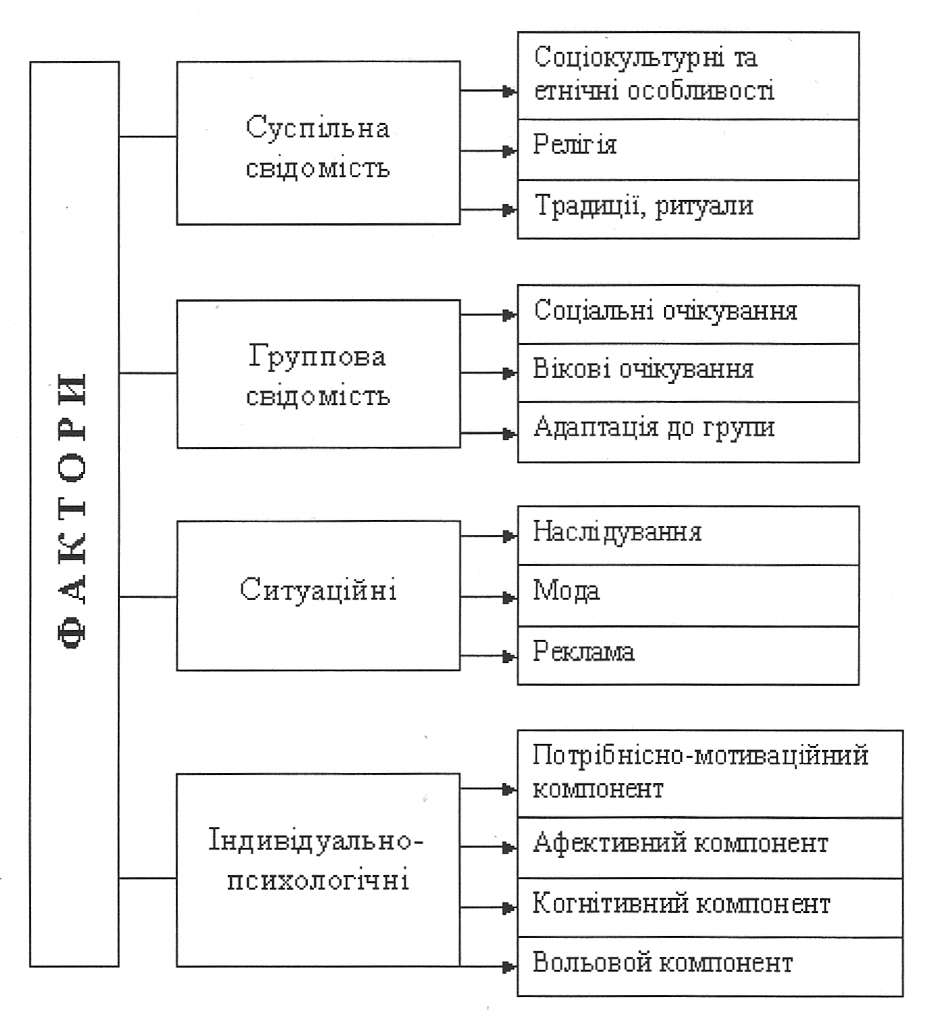 ФАКТОРИ
Суспільна
свідомість
Соціокультурні та
етнічні особливості
Релігія
Традиції, ритуали
Группова
свідомість
Соціальні очікування
Вікові очікування
Адаптація до групи
Ситуаційні
Наслідування
Мода
Реклама
Індивідуально-
психологічні
Потрібнісно-мотиваційний
компонент
Афективний компонент
Когнітивний компонент
Вольовой компонент